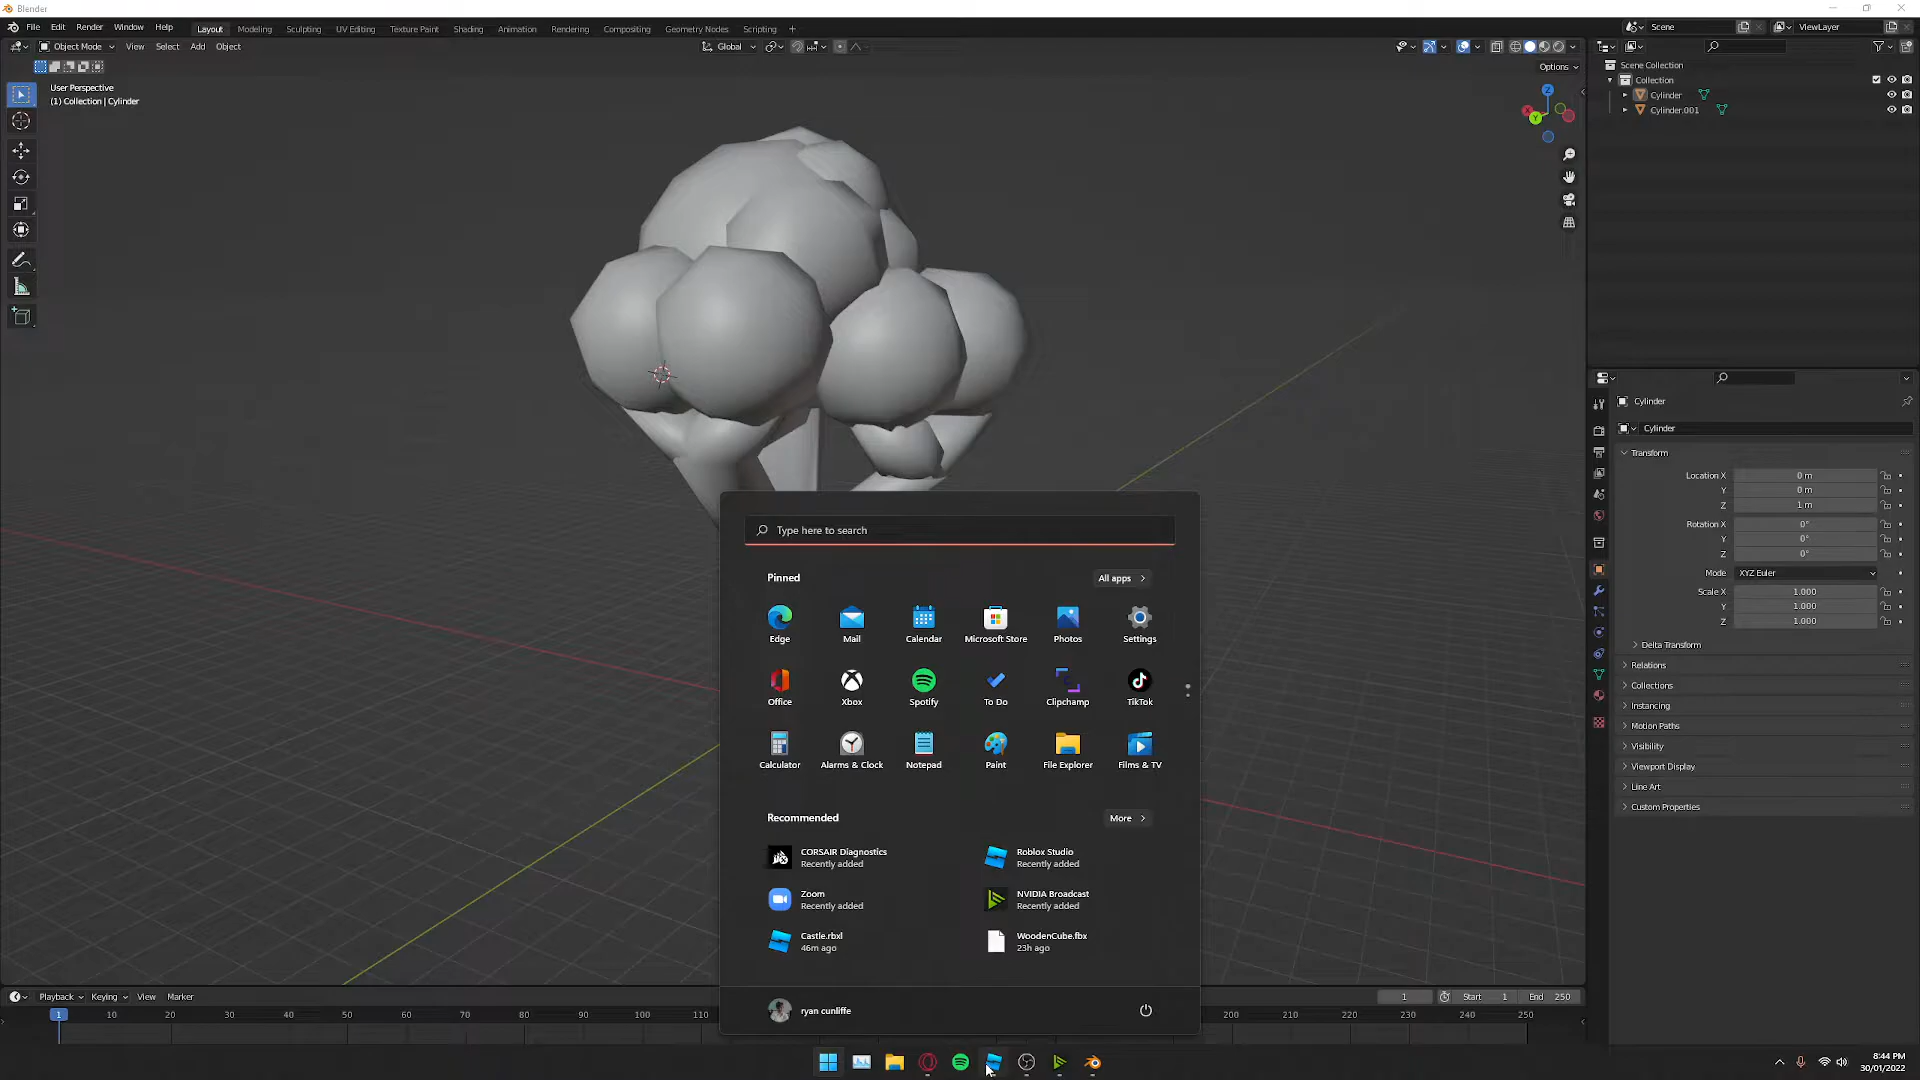 Blender
File Edit Render Window Help
Layout Modeling Sculpting UV Editing Texture Paint Shading Animation Rendering Compositing Geometry Nodes Scripting +
Scene
ViewLayer
Object Mode View Select Add Object
Global
Options
User Perspective
(1) Collection | Cylinder
Z
X
Y
Scene Collection
Collection
Cylinder
Cylinder.001
Cylinder
Cylinder
Transform
Location X 0 m
Y 0 m
Z 1 m
Rotation X 0°
Y 0°
Z 0°
Mode XYZ Euler
Scale X 1.000
Y 1.000
Z 1.000
Delta Transform
Relations
Collections
Instancing
Motion Paths
Visibility
Viewport Display
Line Art
Custom Properties
Type here to search
Pinned
All apps
Edge Mail Calendar Microsoft Store Photos Settings
Office Xbox Spotify To Do Clipchamp TikTok
Calculator Alarms & Clock Notepad Paint File Explorer Films & TV
Recommended
More
CORSAIR Diagnostics
Recently added
Roblox Studio
Recently added
Zoom
Recently added
NVIDIA Broadcast
Recently added
Castle.rbxl
46m ago
WoodenCube.fbx
23h ago
ryan cunliffe
Playback Keying View Marker
1 Start 1 End 250
1 10 20 30 40 50 60 70 80 90 100 110 200 210 220 230 240 250
8:44 PM
30/01/2022